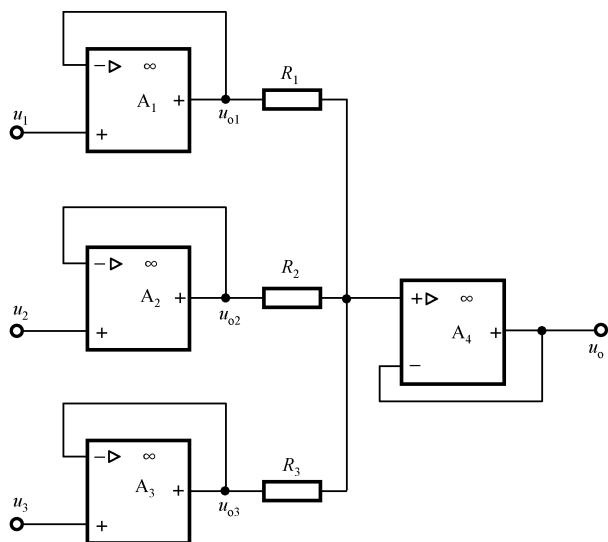 − ▷ ∞
A₁ +
R₁
u₁
+
uₒ₁
− ▷ ∞
A₂ +
R₂
u₂
+
uₒ₂
+ ▷ ∞
A₄ +
−
uₒ
− ▷ ∞
A₃ +
R₃
u₃
+
uₒ₃